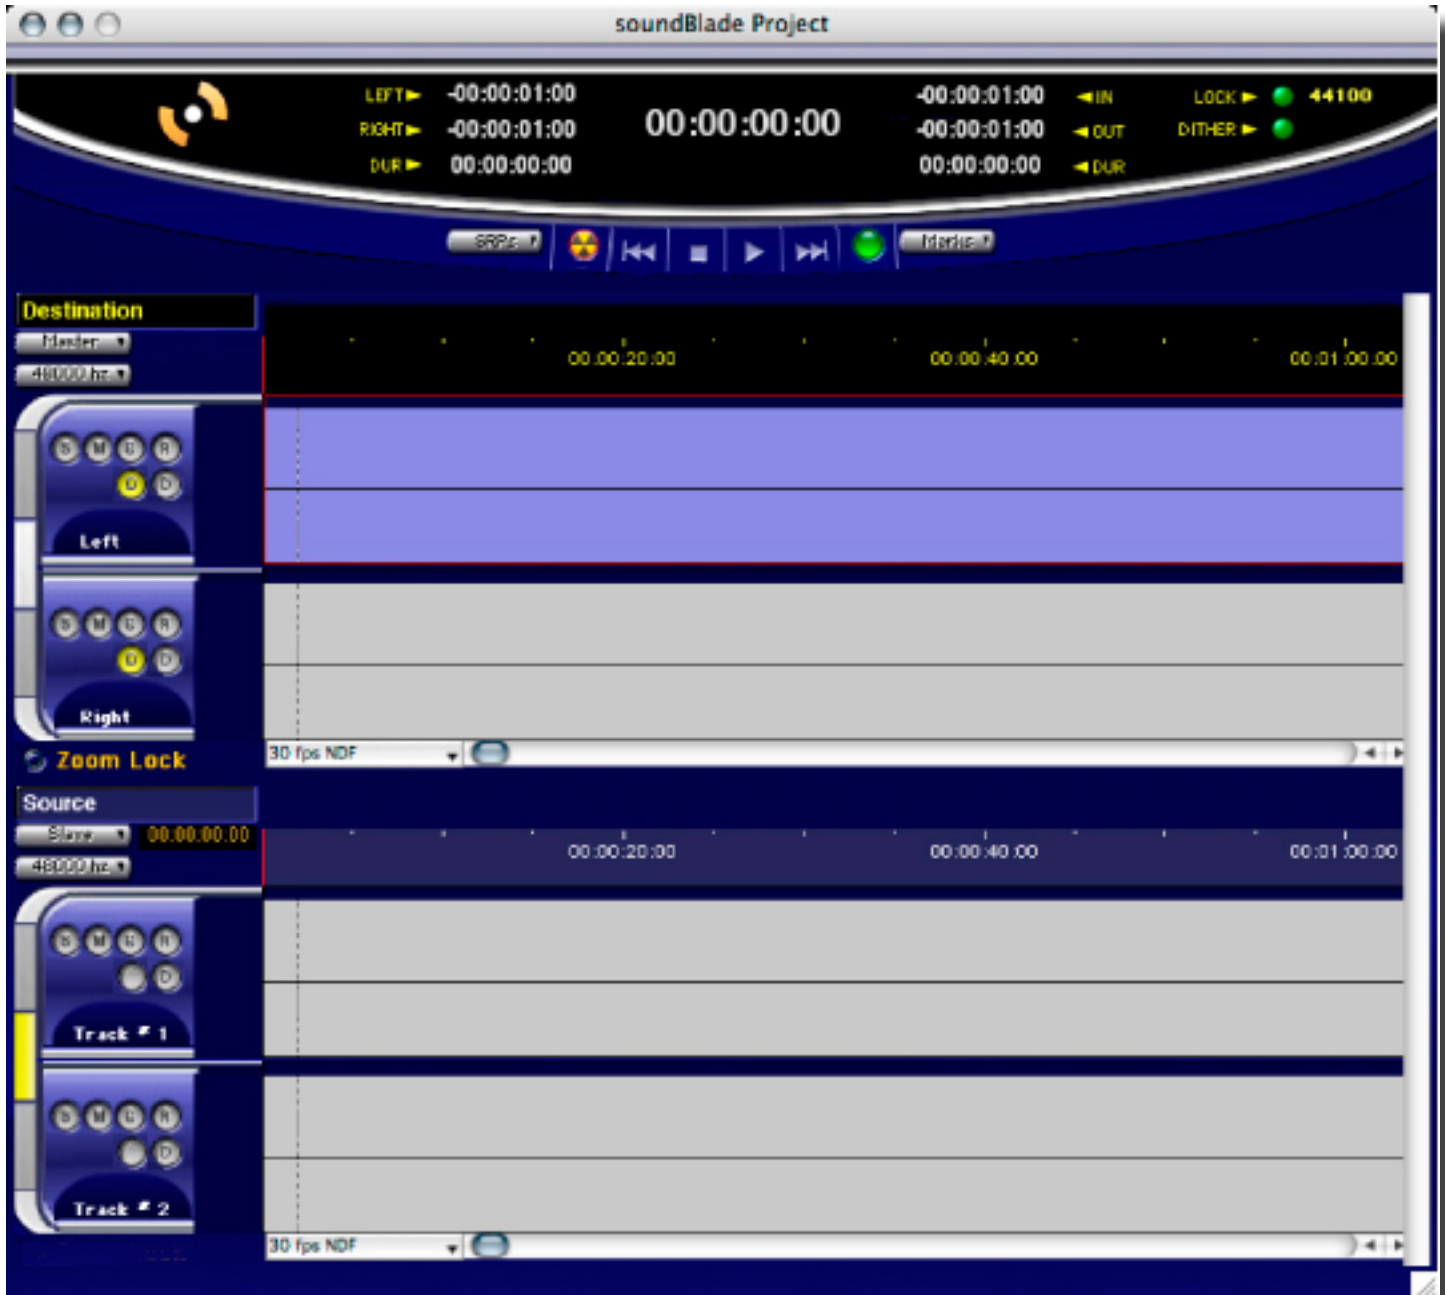 soundBlade Project
LEFT -00:00:01:00 00:00:00:00 -00:00:01:00 IN LOCK 44100
RIGHT -00:00:01:00 -00:00:01:00 OUT DITHER
DUR 00:00:00:00 00:00:00:00 DUR
SRPs Marks
Destination
Master
48000 hz
00:00:20:00 00:00:40:00 00:01:00:00
S M G R
D
Left
S M G R
D
Right
30 fps NDF
Zoom Lock
Source
Slave 00:00:00.00
48000 hz
00:00:20:00 00:00:40:00 00:01:00:00
S M G R
D
Track # 1
S M G R
D
Track # 2
30 fps NDF